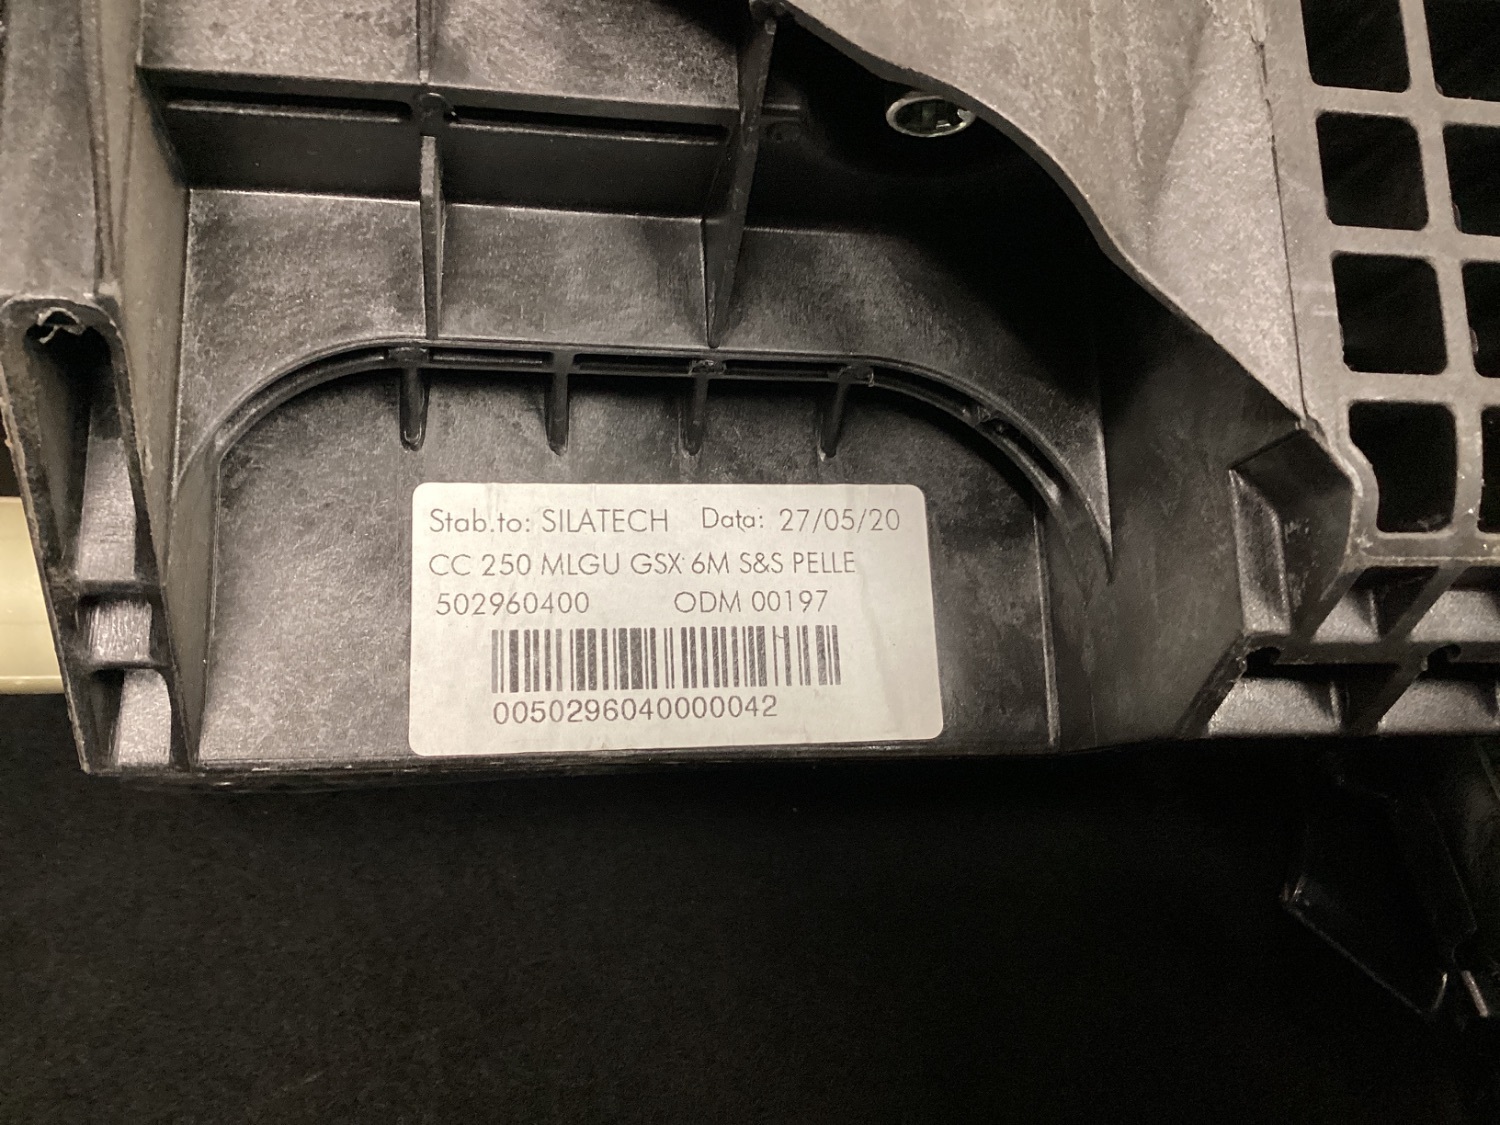 Stab.to: SILATECH Data: 27/05/20
CC 250 MLGU GSX 6M S&S PELLE
502960400 ODM 00197
0050296040000042